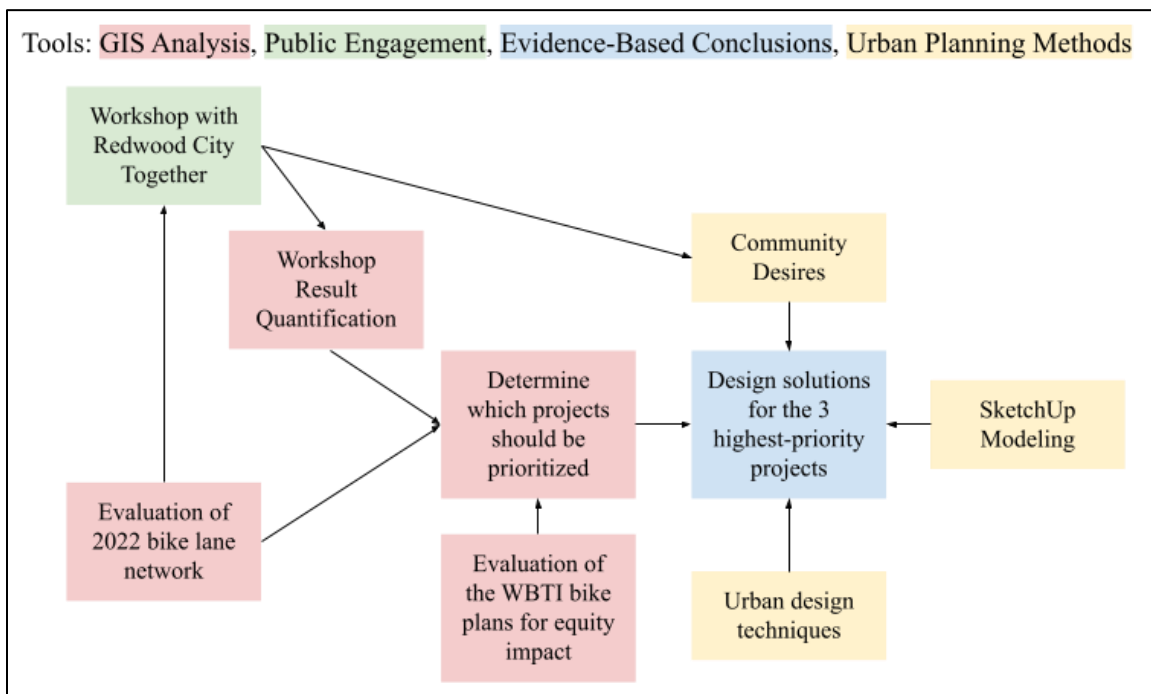 Tools: GIS Analysis, Public Engagement, Evidence-Based Conclusions, Urban Planning Methods
Workshop with
Redwood City
Together
Workshop
Result
Quantification
Community
Desires
Determine
which projects
should be
prioritized
Design solutions
for the 3
highest-priority
projects
SketchUp
Modeling
Evaluation of
2022 bike lane
network
Evaluation of
the WBTI bike
plans for equity
impact
Urban design
techniques